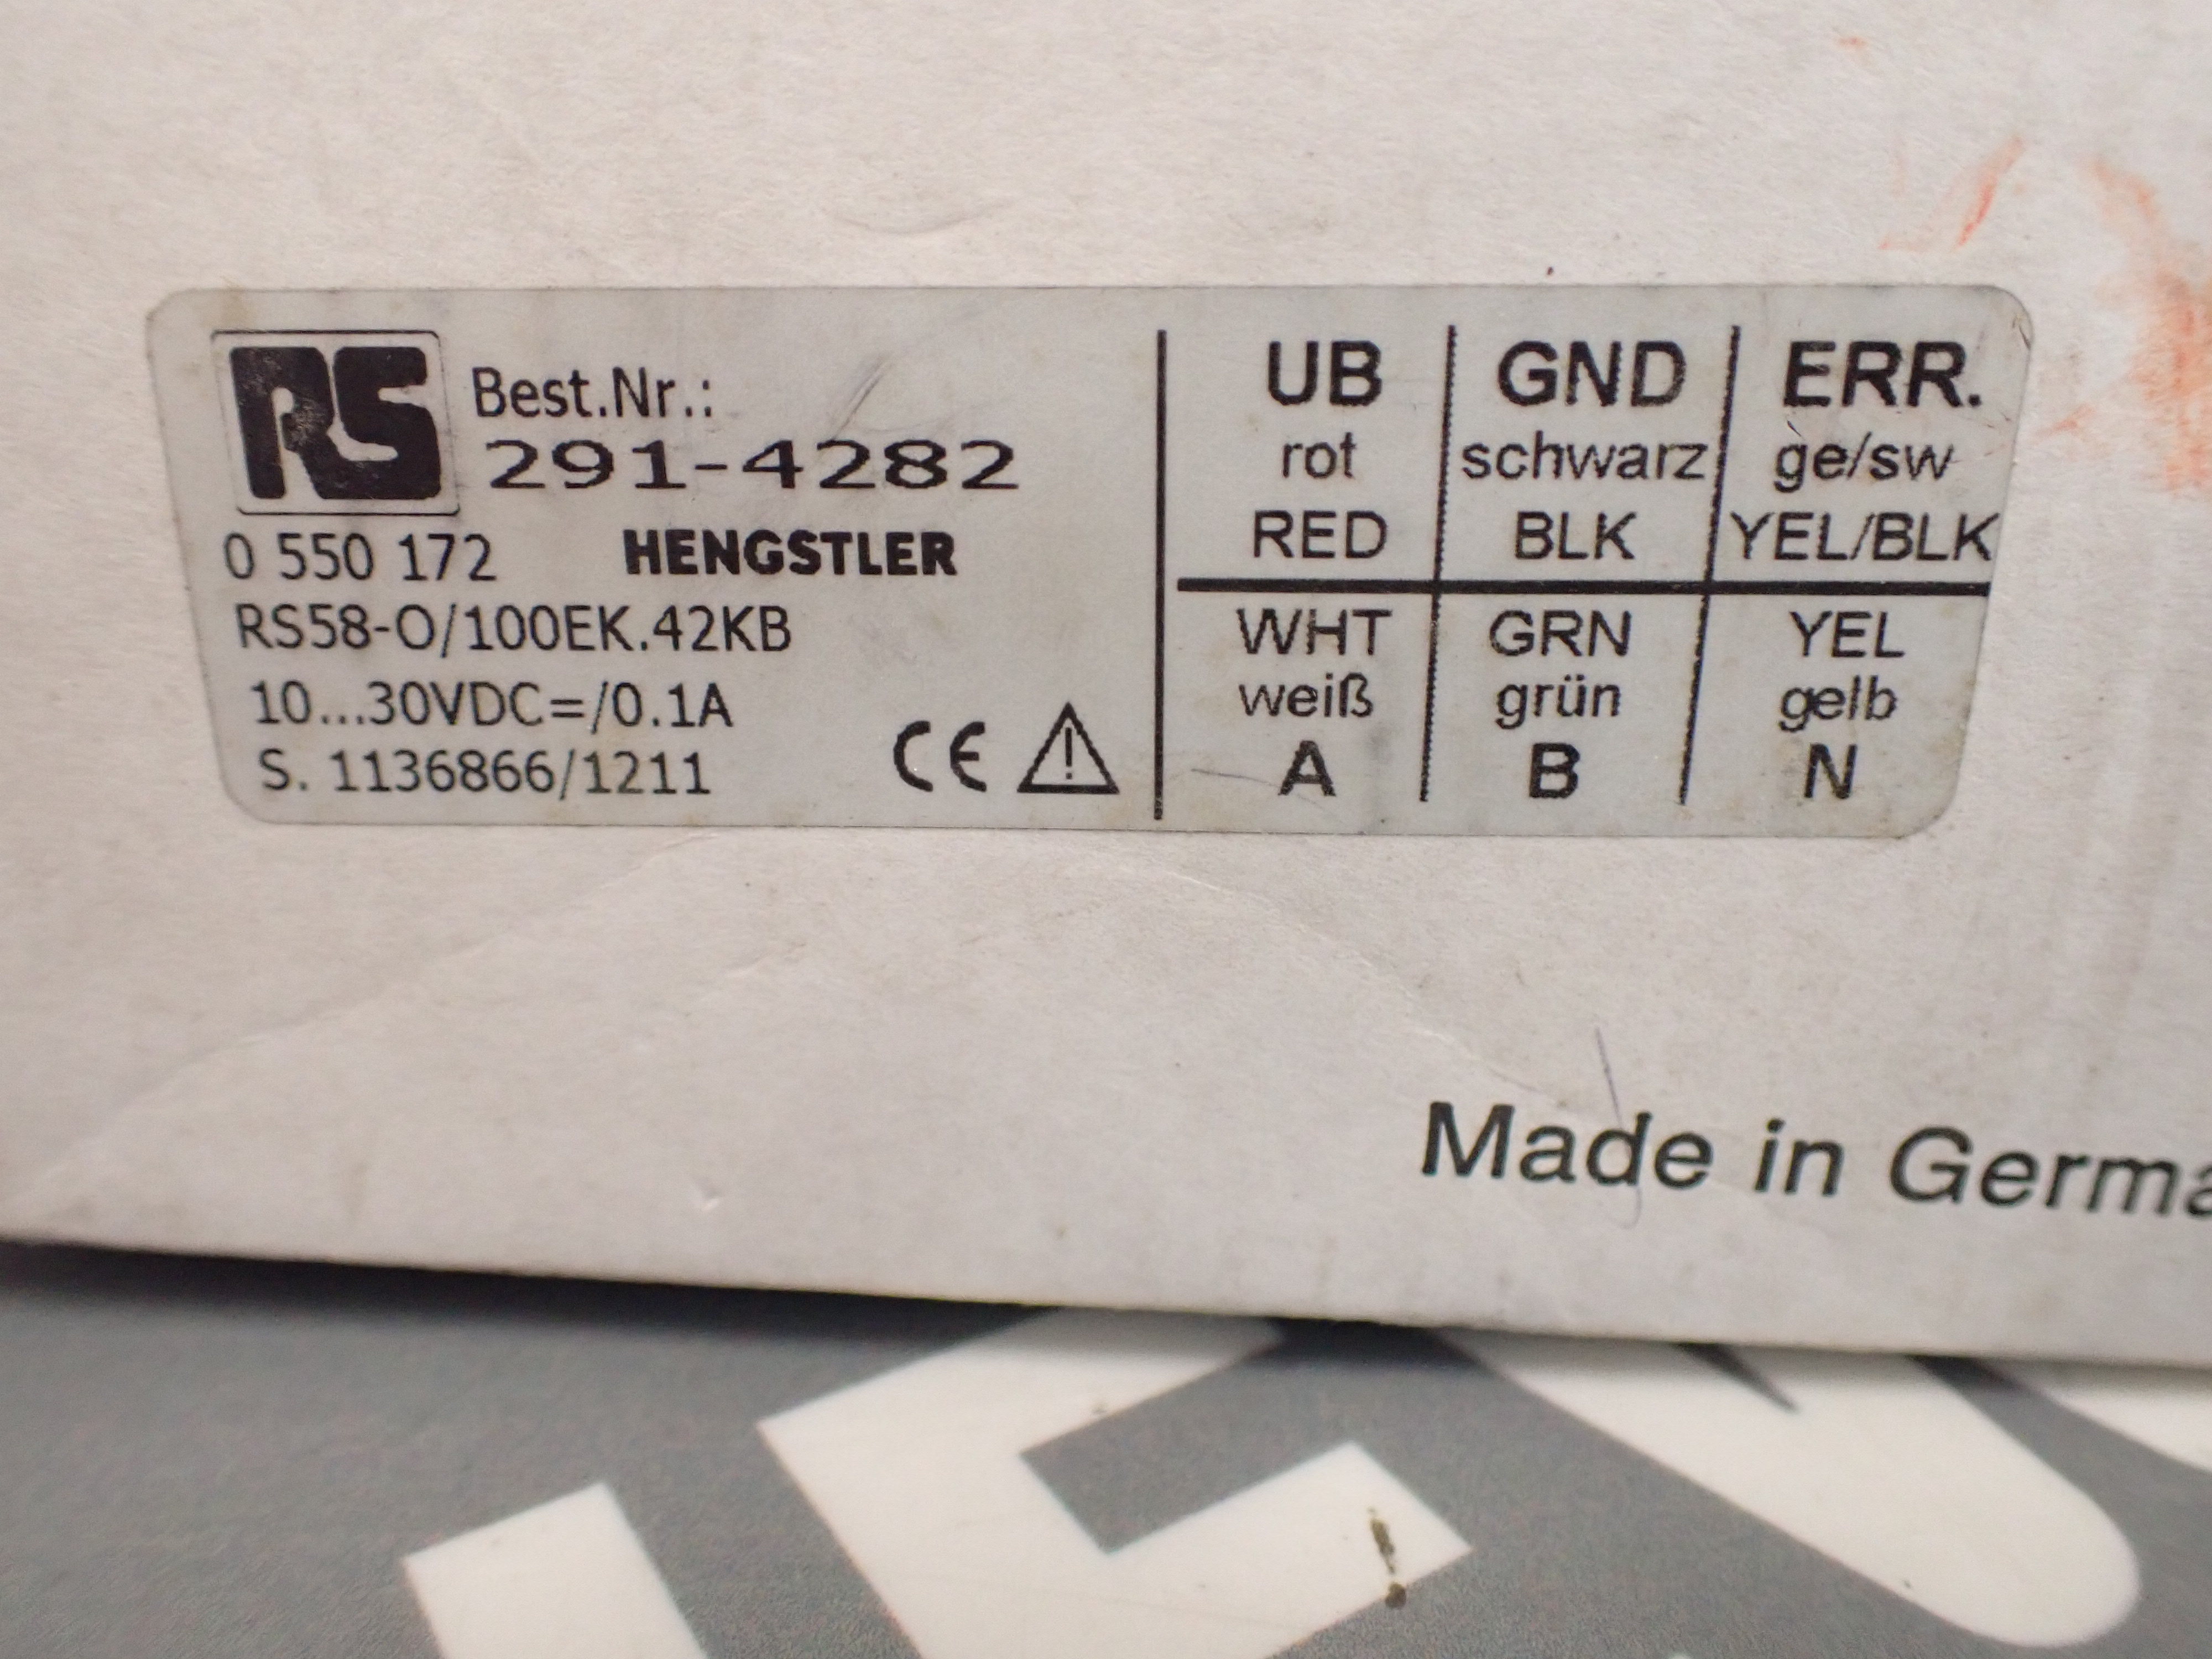 RS
Best.Nr.:
291-4282
0 550 172 HENGSTLER
RS58-O/100EK.42KB
10...30VDC=/0.1A
S. 1136866/1211
CE
UB GND ERR.
rot schwarz ge/sw
RED BLK YEL/BLK
WHT GRN YEL
weiß grün gelb
A B N
Made in Germa